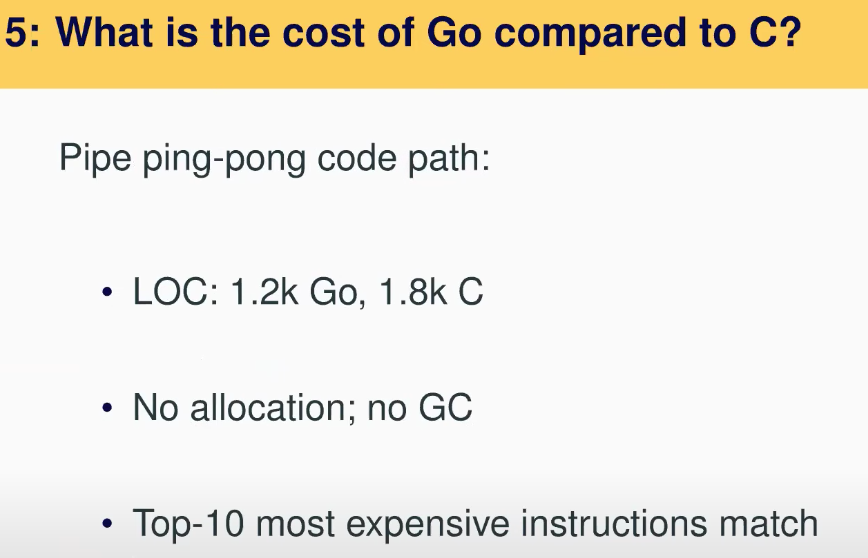 5: What is the cost of Go compared to C?
Pipe ping-pong code path:
• LOC: 1.2k Go, 1.8k C
• No allocation; no GC
• Top-10 most expensive instructions match